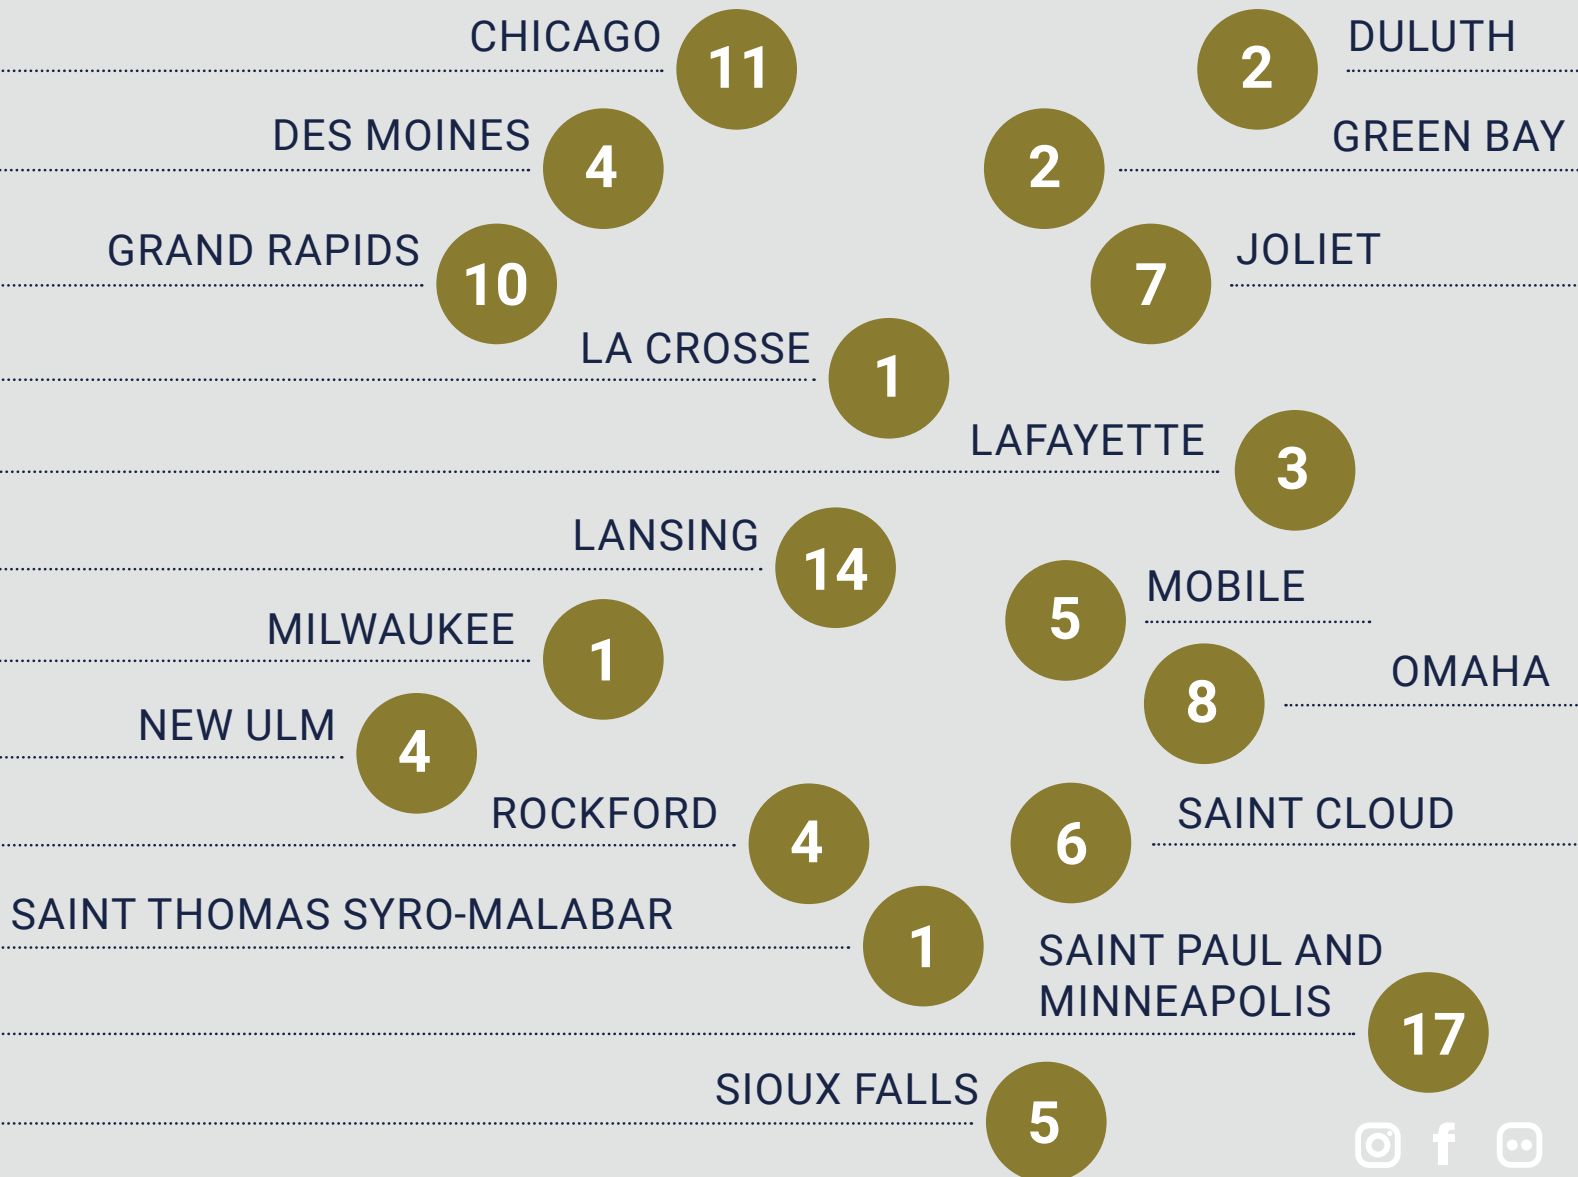 CHICAGO 11
2 DULUTH
DES MOINES 4
2 GREEN BAY
GRAND RAPIDS 10
7 JOLIET
LA CROSSE 1
LAFAYETTE 3
LANSING 14
5 MOBILE
MILWAUKEE 1
8 OMAHA
NEW ULM 4
ROCKFORD 4
6 SAINT CLOUD
SAINT THOMAS SYRO-MALABAR 1
SAINT PAUL AND
MINNEAPOLIS 17
SIOUX FALLS 5